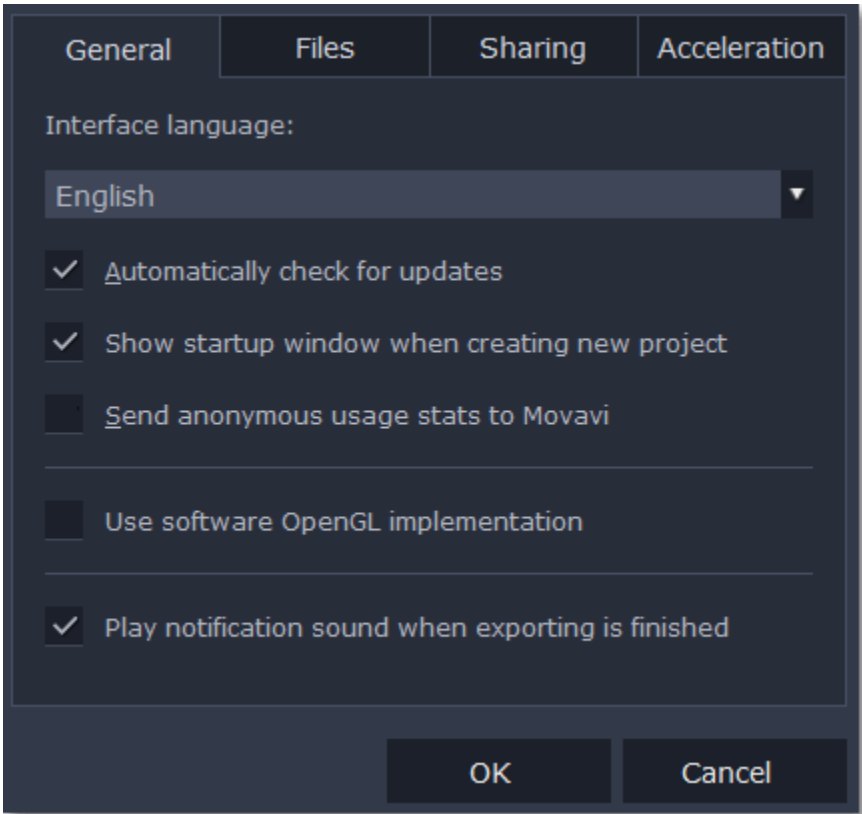 General
Files
Sharing
Acceleration
Interface language:
English
Automatically check for updates
Show startup window when creating new project
Send anonymous usage stats to Movavi
Use software OpenGL implementation
Play notification sound when exporting is finished
OK
Cancel